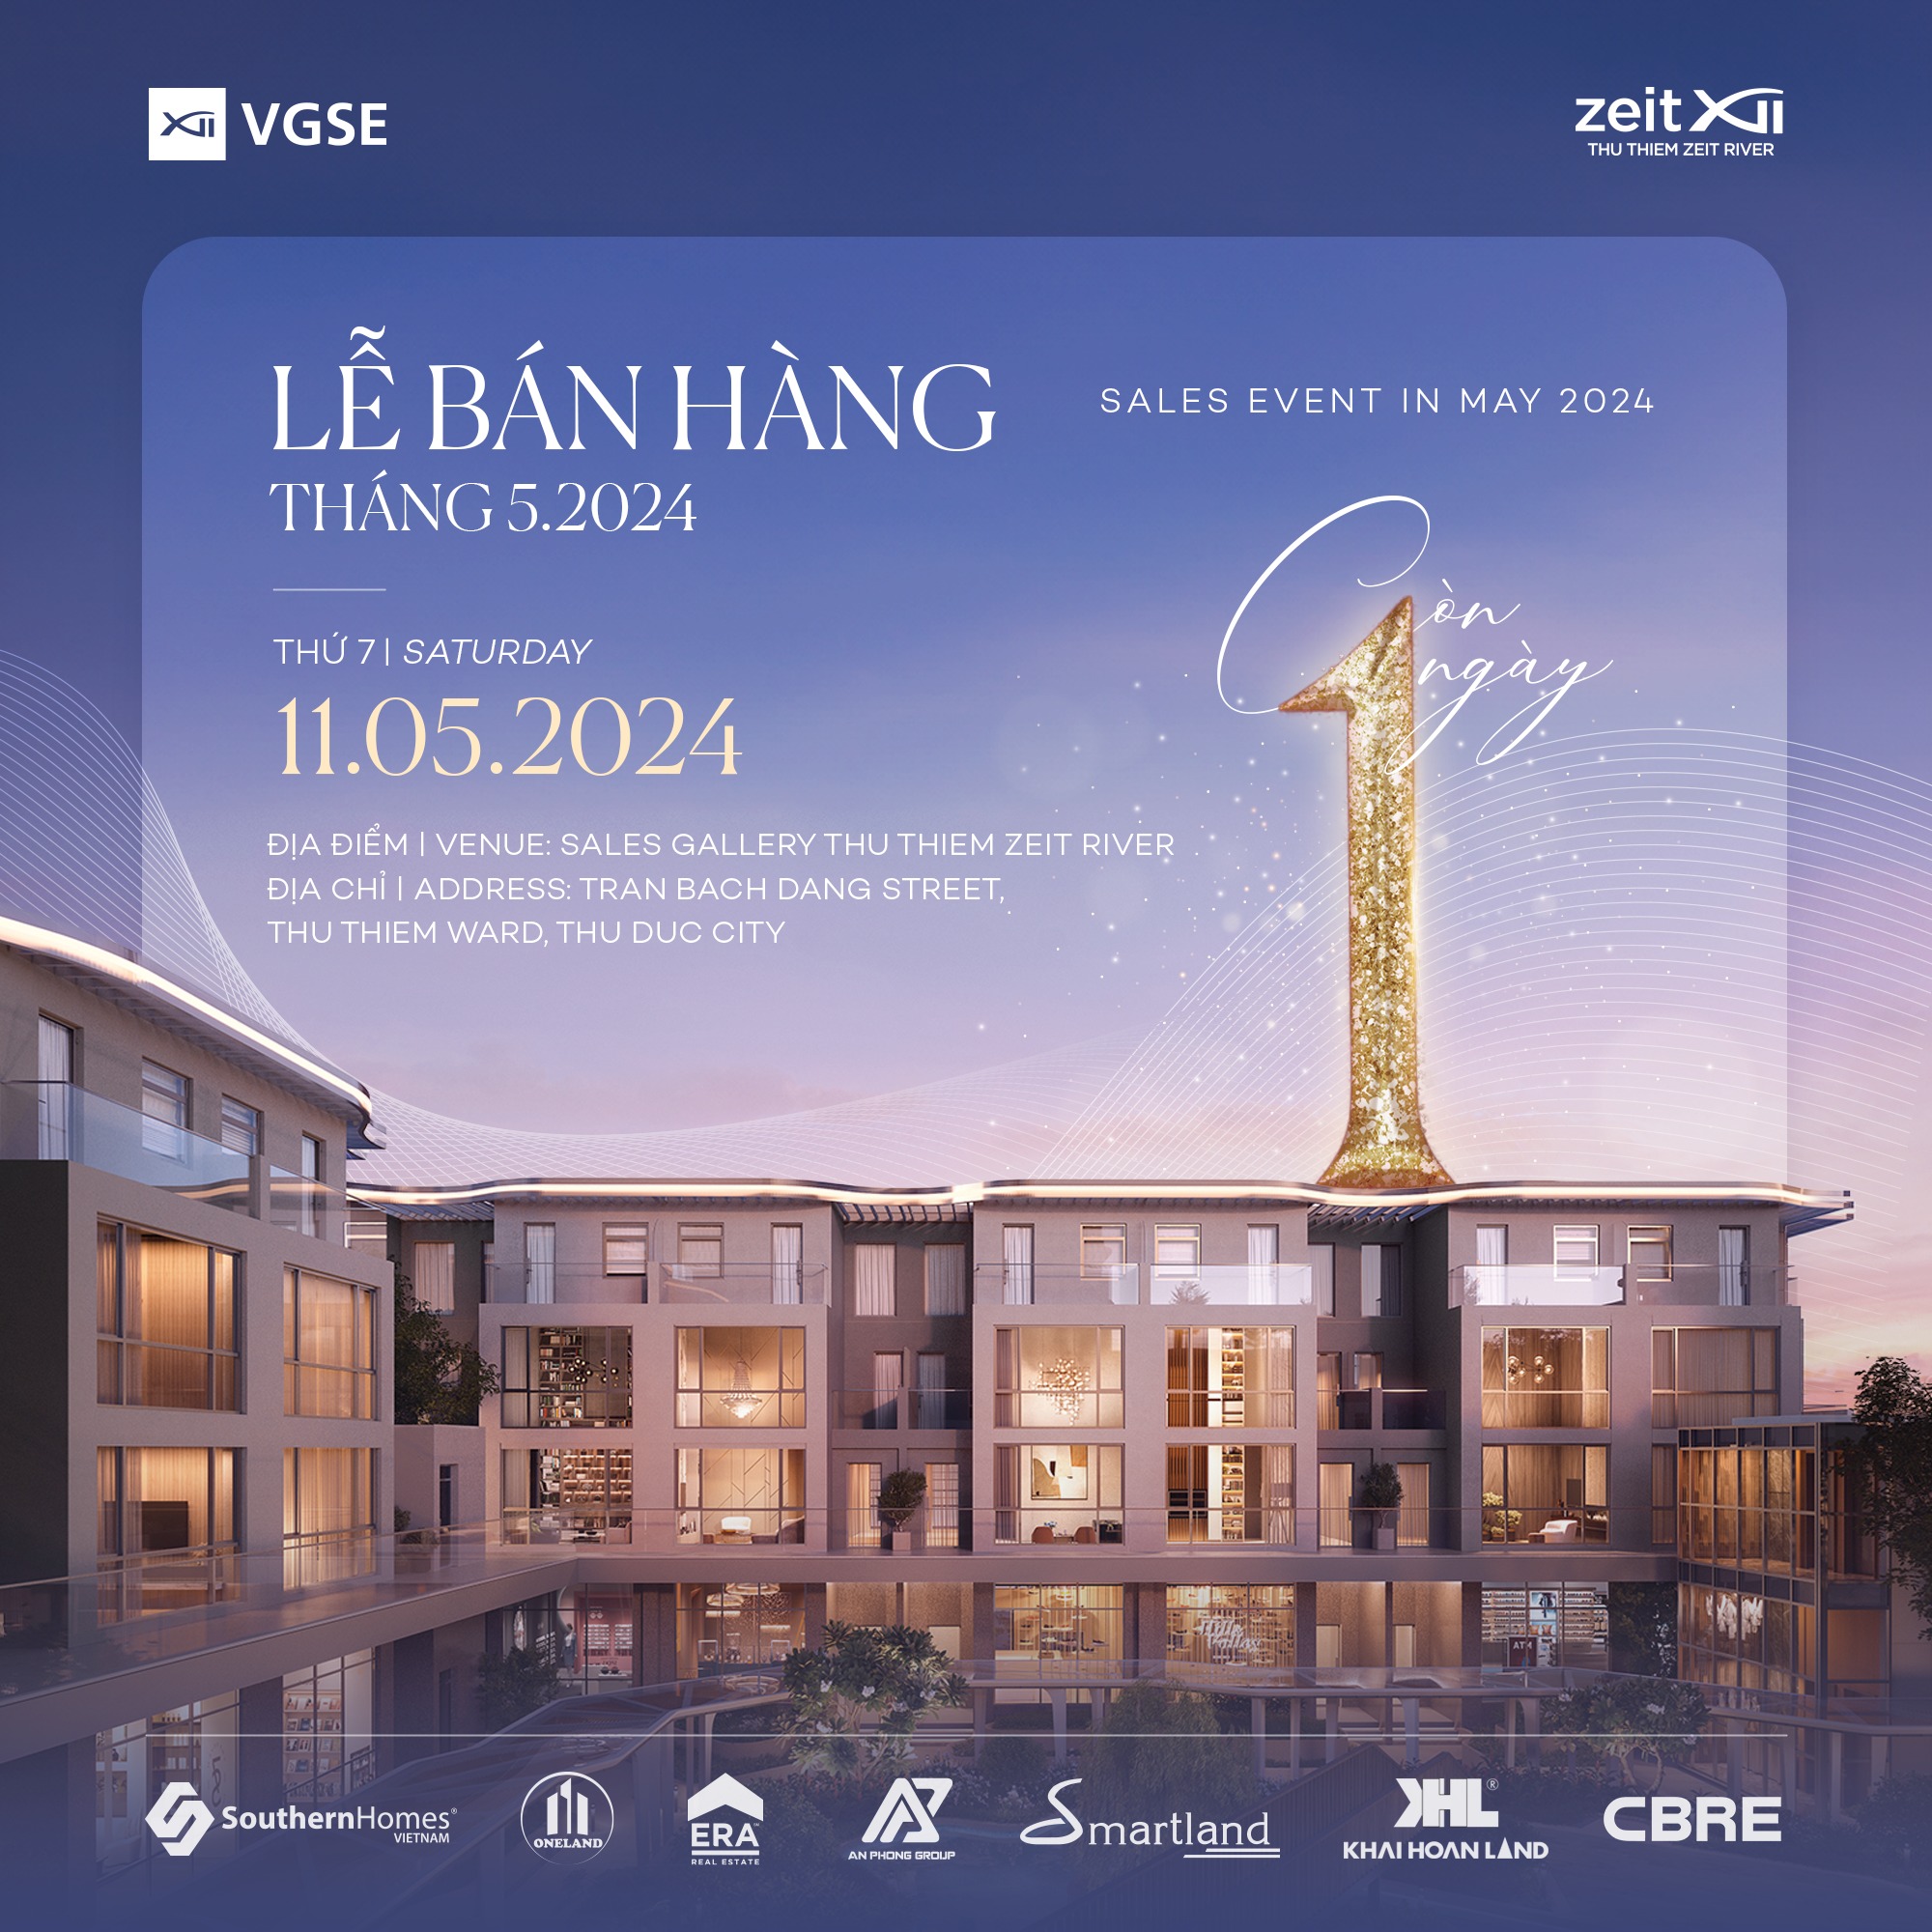 VGSE
zeit XII
THU THIEM ZEIT RIVER
LỄ BÁN HÀNG
THÁNG 5.2024
SALES EVENT IN MAY 2024
Còn
1 ngày
THỨ 7 | SATURDAY
11.05.2024
ĐỊA ĐIỂM | VENUE: SALES GALLERY THU THIEM ZEIT RIVER
ĐỊA CHỈ | ADDRESS: TRAN BACH DANG STREET,
THU THIEM WARD, THU DUC CITY
ATM
SouthernHomes®
VIETNAM
ONELAND
ERA™
REAL ESTATE
AN PHONG GROUP
Smartland
KHL®
KHAI HOAN LAND
CBRE